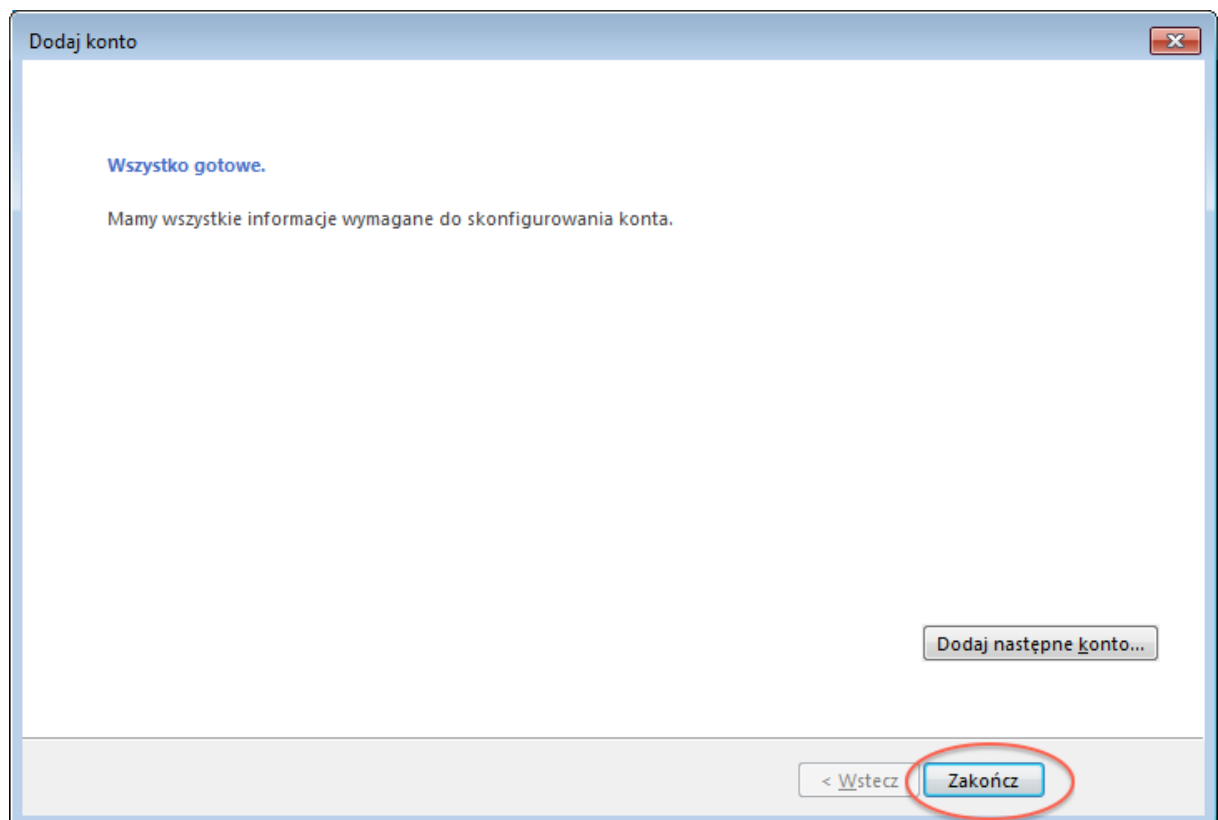 Dodaj konto
Wszystko gotowe.
Mamy wszystkie informacje wymagane do skonfigurowania konta.
Dodaj następne konto...
< Wstecz
Zakończ